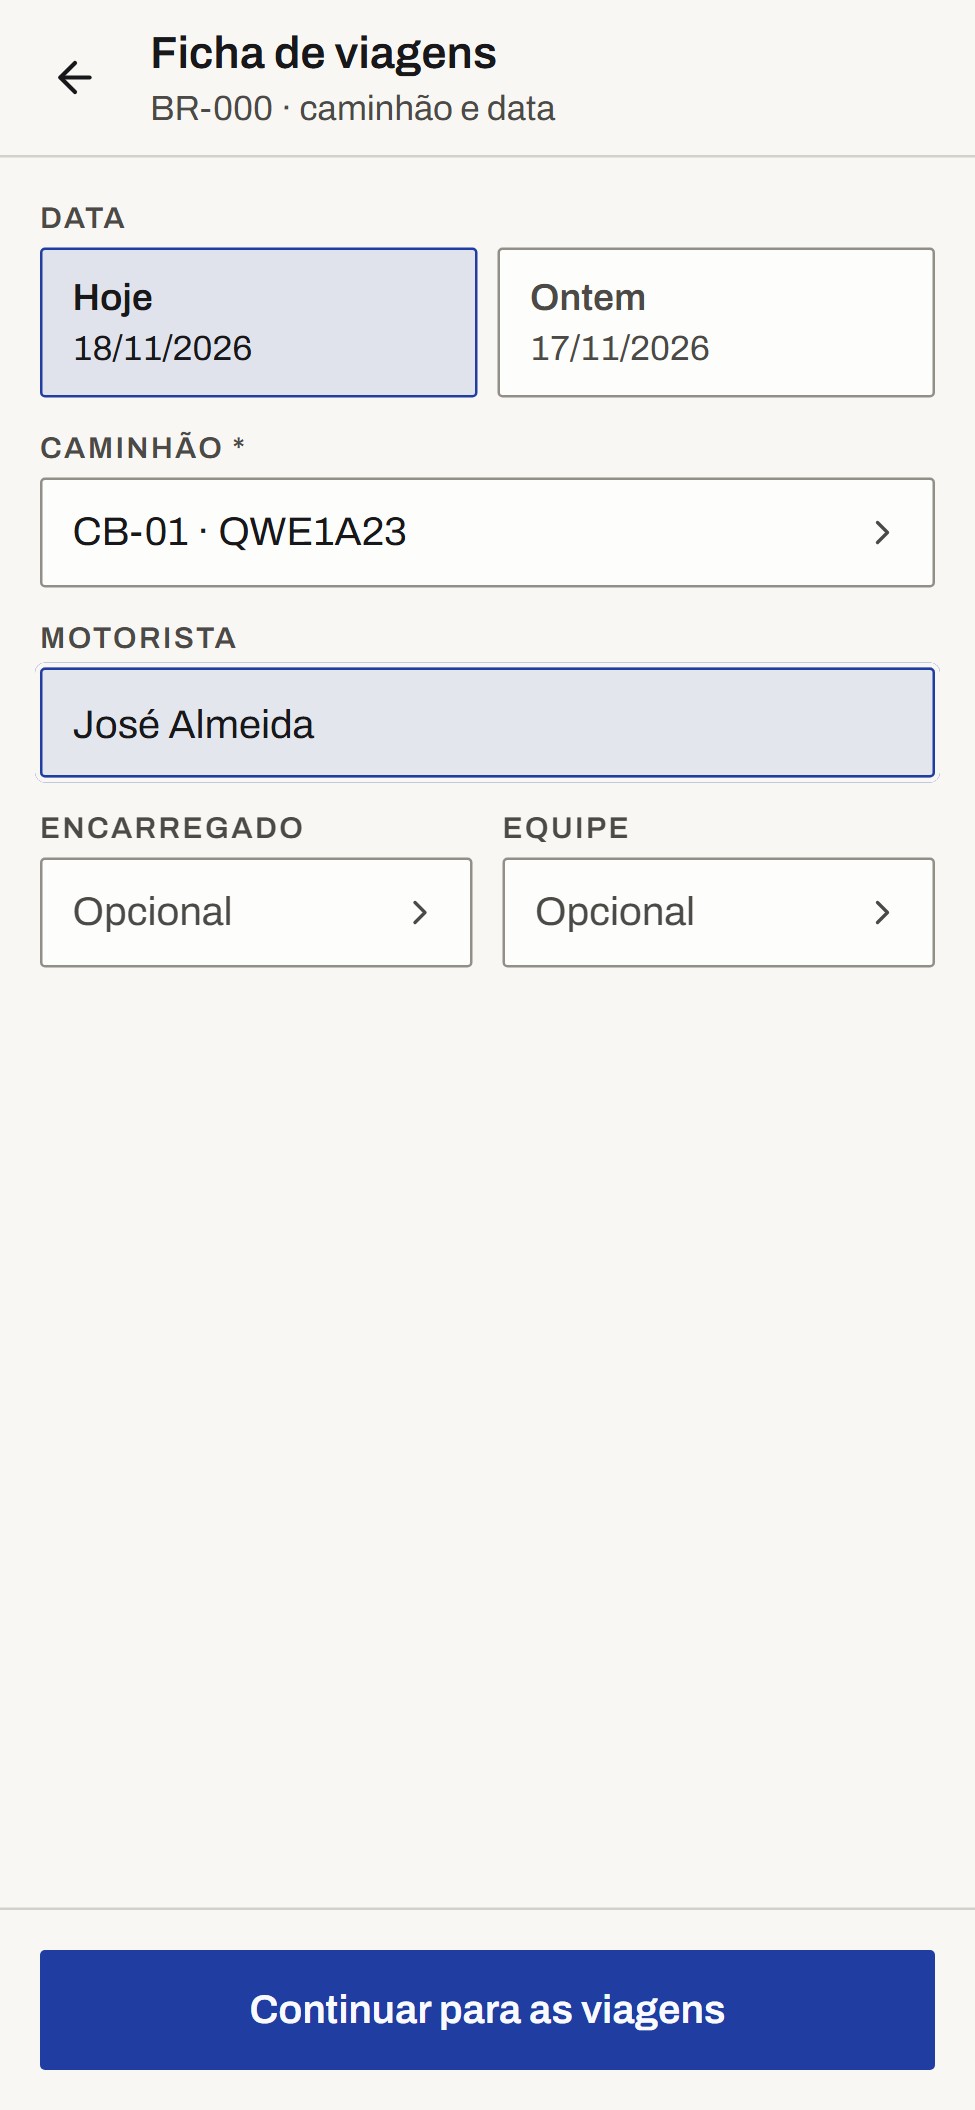 Ficha de viagens
BR-000 · caminhão e data
DATA
Hoje
18/11/2026
Ontem
17/11/2026
CAMINHÃO *
CB-01 · QWE1A23
MOTORISTA
José Almeida
ENCARREGADO
Opcional
EQUIPE
Opcional
Continuar para as viagens